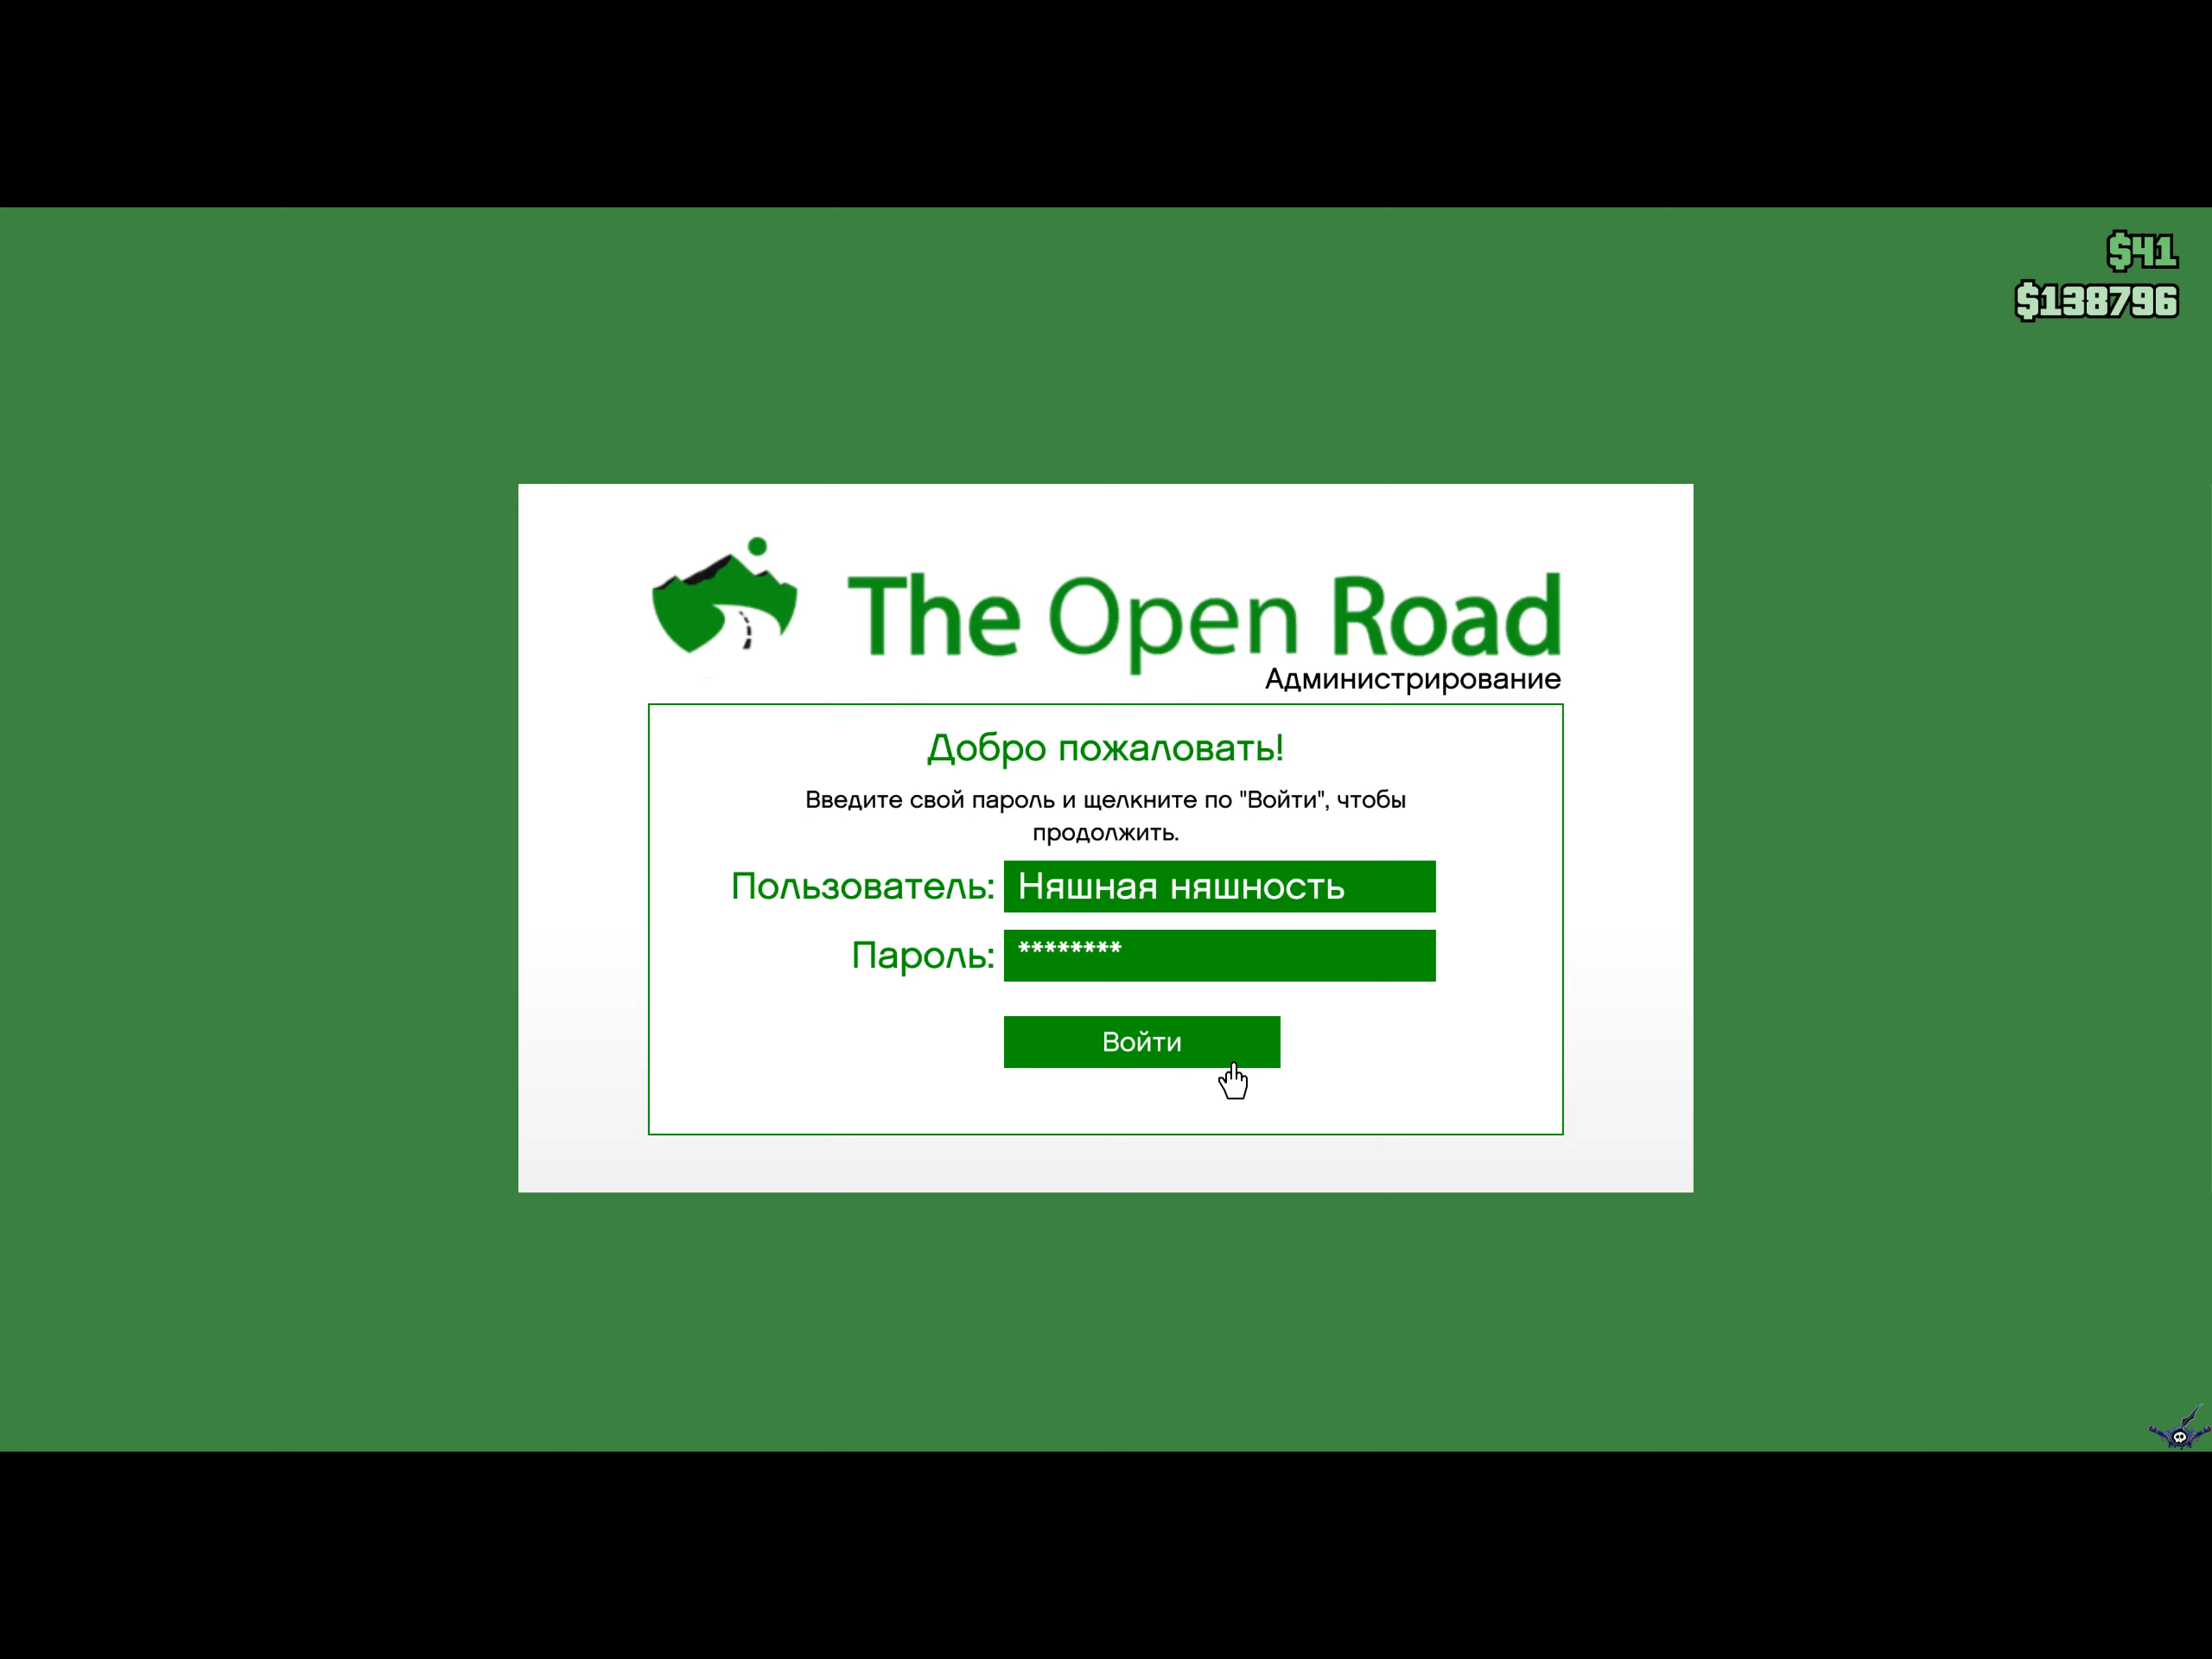 $41
$138796
The Open Road
Администрирование
Добро пожаловать!
Введите свой пароль и щелкните по "Войти", чтобы
продолжить.
Пользователь: Няшная няшность
Пароль: ********
Войти